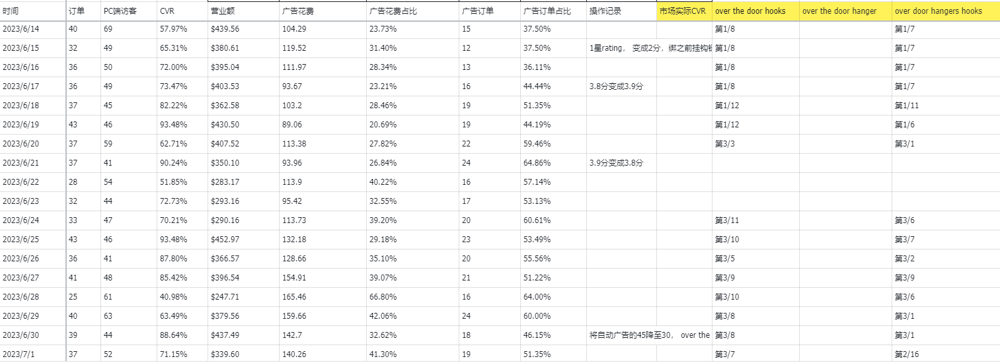 时间 订单 PC端访客 CVR 营业额 广告花费 广告花费占比 广告订单 广告订单占比 操作记录 市场实际CVR over the door hooks over the door hanger over door hangers hooks
2023/6/14 40 69 57.97% $439.56 104.29 23.73% 15 37.50% 第1/8 第1/7
2023/6/15 32 49 65.31% $380.61 119.52 31.40% 12 37.50% 1星rating， 变成2分，绑之前挂钩 第1/8 第1/7
2023/6/16 36 50 72.00% $395.04 111.97 28.34% 13 36.11% 第1/8 第1/7
2023/6/17 36 49 73.47% $403.53 93.67 23.21% 16 44.44% 3.8分变成3.9分 第1/8 第1/7
2023/6/18 37 45 82.22% $362.58 103.2 28.46% 19 51.35% 第1/12 第1/11
2023/6/19 43 46 93.48% $430.50 89.06 20.69% 19 44.19% 第1/12 第1/6
2023/6/20 37 59 62.71% $407.52 113.38 27.82% 22 59.46% 第3/3 第3/1
2023/6/21 37 41 90.24% $350.10 93.96 26.84% 24 64.86% 3.9分变成3.8分
2023/6/22 28 54 51.85% $283.17 113.9 40.22% 16 57.14%
2023/6/23 32 44 72.73% $293.16 95.42 32.55% 17 53.13%
2023/6/24 33 47 70.21% $290.16 113.73 39.20% 20 60.61% 第3/11 第3/6
2023/6/25 43 46 93.48% $452.97 132.18 29.18% 23 53.49% 第3/10 第3/7
2023/6/26 36 41 87.80% $366.57 128.66 35.10% 20 55.56% 第3/5 第3/2
2023/6/27 41 48 85.42% $396.54 154.91 39.07% 21 51.22% 第3/9 第3/9
2023/6/28 25 61 40.98% $247.71 165.46 66.80% 16 64.00% 第3/10 第3/6
2023/6/29 40 63 63.49% $379.56 159.66 42.06% 24 60.00% 第3/8 第3/1
2023/6/30 39 44 88.64% $437.49 142.7 32.62% 18 46.15% 将自动广告的45降至30， over the 第3/8 第3/1
2023/7/1 37 52 71.15% $339.60 140.26 41.30% 19 51.35% 第3/7 第2/16